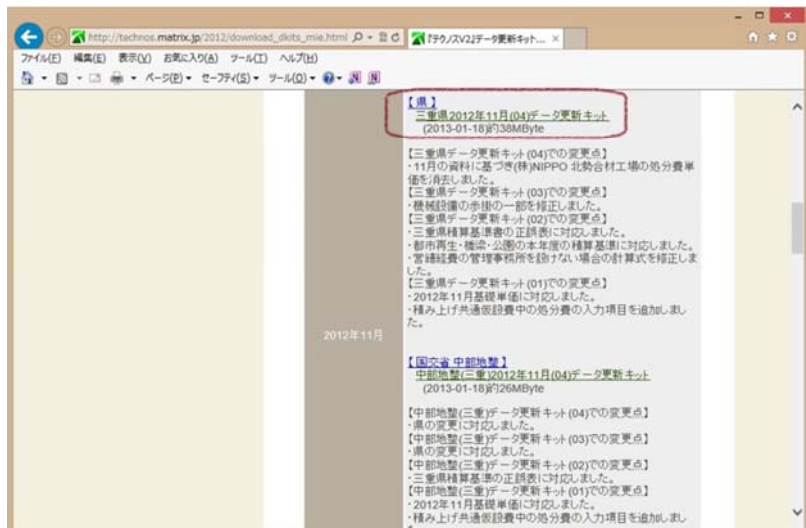 http://technos.matrix.jp/2012/download_dkits_mie.html
『テクノスV2』データ更新キット...
ファイル(F) 編集(E) 表示(V) お気に入り(A) ツール(T) ヘルプ(H)
ページ(P) セーフティ(S) ツール(O)
【 県 】
三重県2012年11月(04)データ更新キット
(2013-01-18)約38MByte
【三重県データ更新キット(04)での変更点】
・11月の資料に基づき(株)NIPPO 北勢合材工場の処分費単
価を消去しました。
【三重県データ更新キット(03)での変更点】
・機械設備の歩掛の一部を修正しました。
【三重県データ更新キット(02)での変更点】
・三重県積算基準書の正誤表に対応しました。
・都市再生・橋梁・公園の本年度の積算基準に対応しました。
・営繕経費の管理事務所を設けない場合の計算式を修正しま
した。
【三重県データ更新キット(01)での変更点】
・2012年11月基礎単価に対応しました。
・積み上げ共通仮設費中の処分費の入力項目を追加しまし
た。
2012年11月
【 国交省 中部地整 】
中部地整(三重)2012年11月(04)データ更新キット
(2013-01-18)約26MByte
【中部地整(三重)データ更新キット(04)での変更点】
・県の変更に対応しました。
【中部地整(三重)データ更新キット(03)での変更点】
・県の変更に対応しました。
【中部地整(三重)データ更新キット(02)での変更点】
・三重県積算基準の正誤表に対応しました。
【中部地整(三重)データ更新キット(01)での変更点】
・2012年11月基礎単価に対応しました。
・積み上げ共通仮設費中の処分費の入力項目を追加しまし